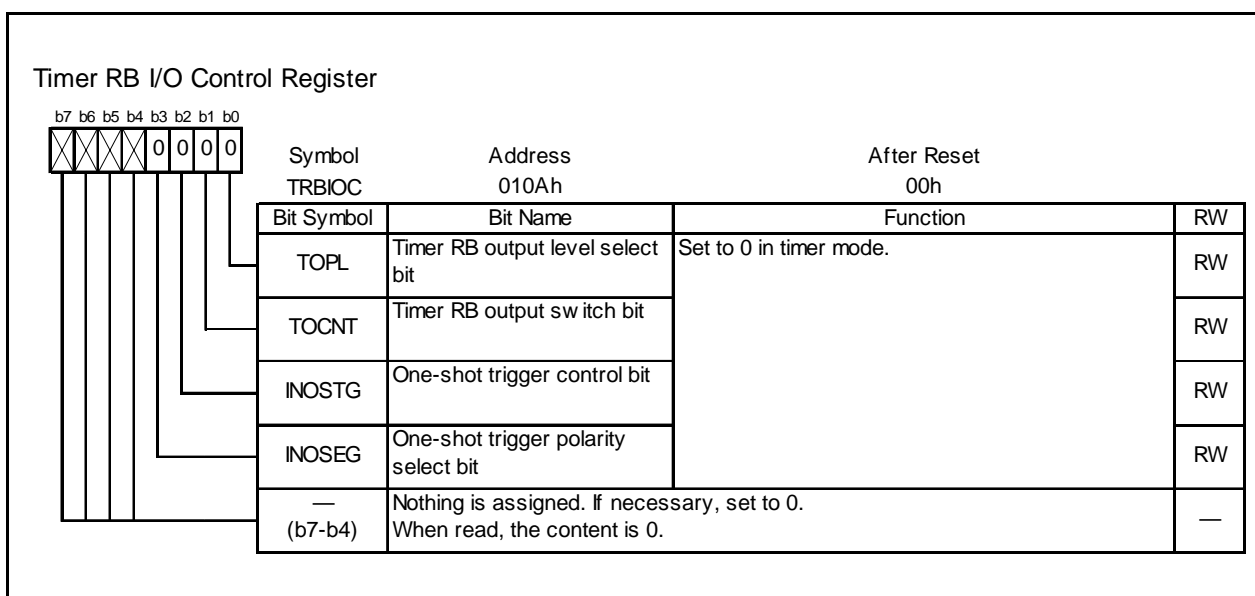 Timer RB I/O Control Register
b7 b6 b5 b4 b3 b2 b1 b0
0 0 0 0
Symbol Address After Reset
TRBIOC 010Ah 00h
Bit Symbol Bit Name Function RW
TOPL Timer RB output level select bit Set to 0 in timer mode. RW
TOCNT Timer RB output switch bit RW
INOSTG One-shot trigger control bit RW
INOSEG One-shot trigger polarity select bit RW
— (b7-b4) Nothing is assigned. If necessary, set to 0. —
When read, the content is 0.